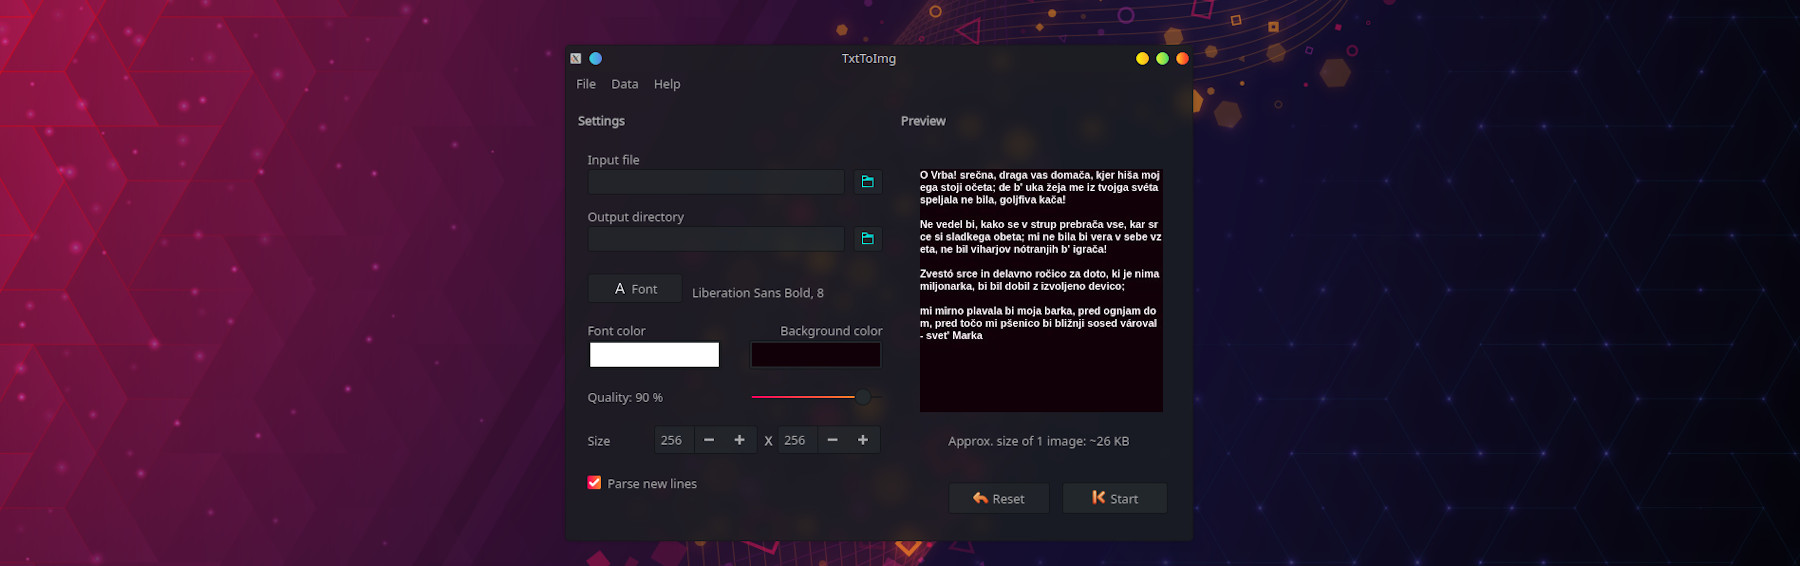 TxtToImg
File Data Help
Settings
Input file
Output directory
A Font
Liberation Sans Bold, 8
Font color
Background color
Quality: 90 %
Size
256
X
256
Parse new lines
Preview
O Vrba! srečna, draga vas domača, kjer hiša moj
ega stoji očeta; de b' uka žeja me iz tvojga svéta
speljala ne bila, goljfiva kača!
Ne vedel bi, kako se v strup prebrača vse, kar sr
ce si sladkega obeta; mi ne bila bi vera v sebe vz
eta, ne bil viharjov nótranjih b' igrača!
Zvestó srce in delavno ročico za doto, ki je nima
miljonarka, bi bil dobil z izvoljeno devico;
mi mirno plavala bi moja barka, pred ognjam do
m, pred točo mi pšenico bi bližnji sosed vároval
- svet' Marka
Approx. size of 1 image: ~26 KB
Reset
Start